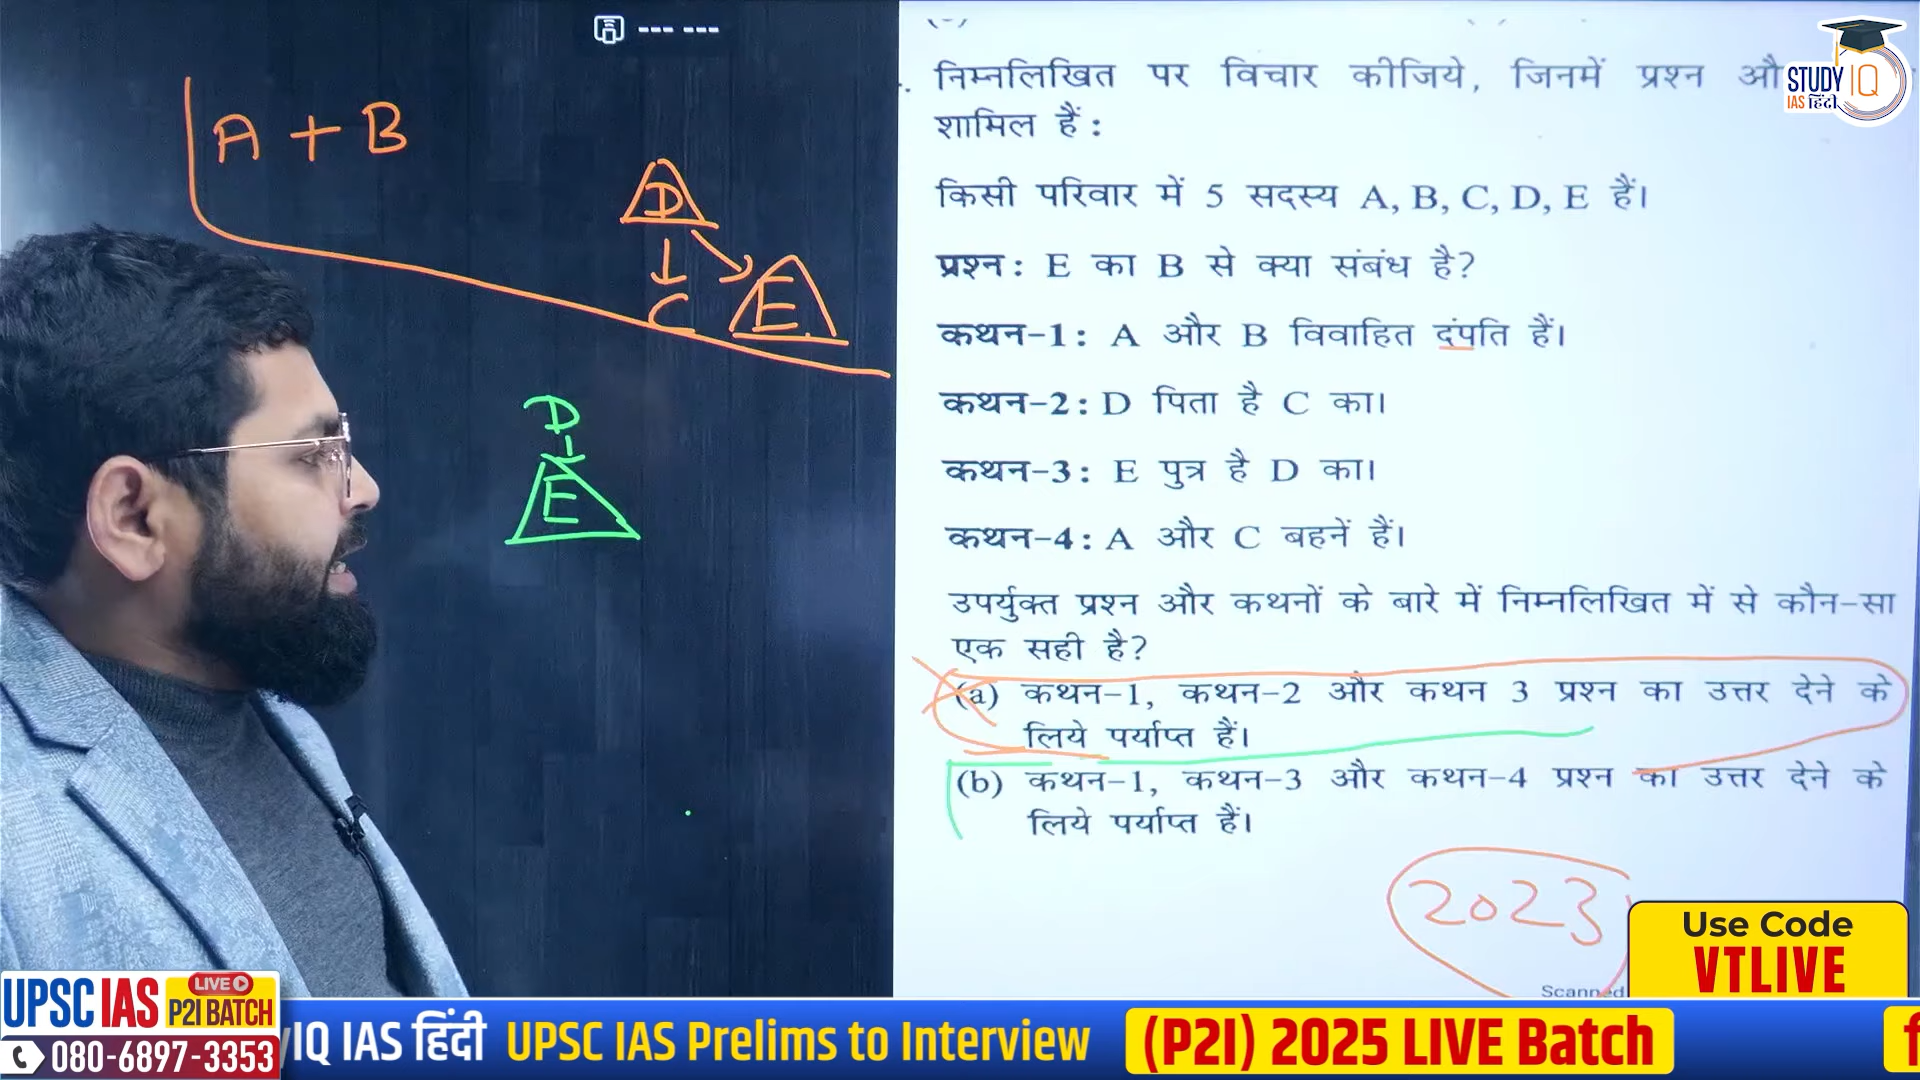 A + B
D
C
E
D
E
निम्नलिखित पर विचार कीजिये, जिनमें प्रश्न
शामिल हैं :
किसी परिवार में 5 सदस्य A, B, C, D, E हैं।
प्रश्न : E का B से क्या संबंध है?
कथन-1 : A और B विवाहित दंपति हैं।
कथन-2 : D पिता है C का।
कथन-3 : E पुत्र है D का।
कथन-4 : A और C बहनें हैं।
उपर्युक्त प्रश्न और कथनों के बारे में निम्नलिखित में से कौन-सा
एक सही है?
(a) कथन-1, कथन-2 और कथन 3 प्रश्न का उत्तर देने के
लिये पर्याप्त हैं।
(b) कथन-1, कथन-3 और कथन-4 प्रश्न का उत्तर देने के
लिये पर्याप्त हैं।
2023
Scanned
STUDY IQ
IAS हिंदी
Use Code
VTLIVE
LIVE
UPSC IAS P2I BATCH
080-6897-3353
IQ IAS हिंदी UPSC IAS Prelims to Interview (P2I) 2025 LIVE Batch